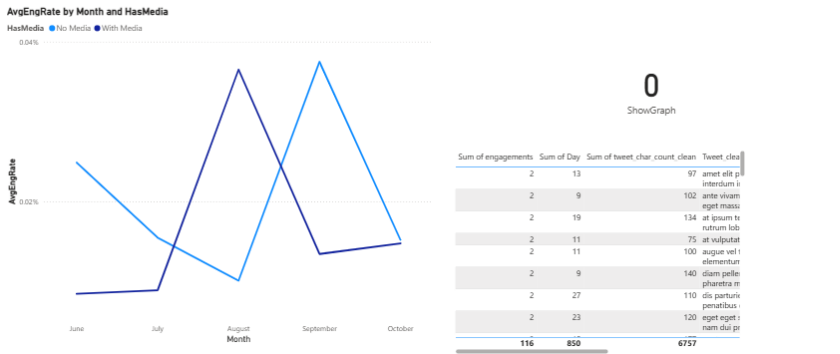 AvgEngRate by Month and HasMedia
HasMedia No Media With Media
0.04%
0.02%
AvgEngRate
June July August September October
Month
0
ShowGraph
Sum of engagements Sum of Day Sum of tweet_char_count_clean Tweet_clea
2 13 97 amet elit p
interdum i
2 9 102 ante vivam
eget massa
2 19 134 at ipsum te
rutrum lob
2 11 75 at vulputat
2 11 100 augue vel t
elementum
2 9 140 diam pelle
pharetra m
2 27 110 dis parturie
penatibus
2 23 120 eget eget s
nam dui pr
116 850 6757